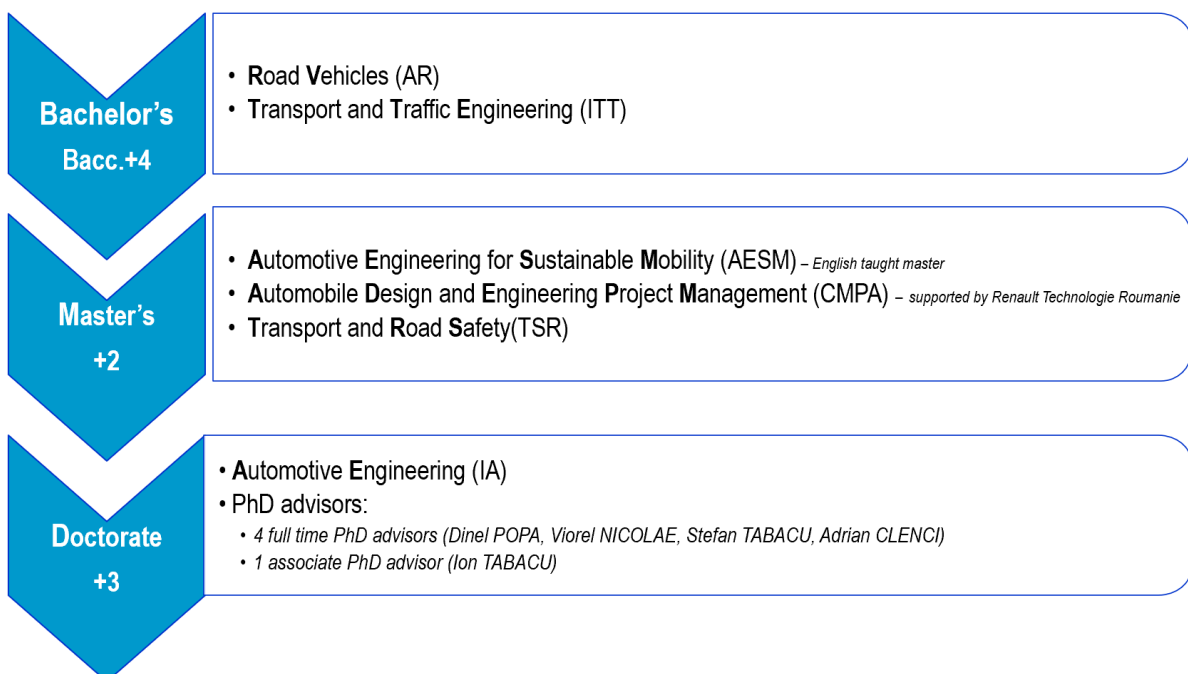 Bachelor's
Bacc.+4
• Road Vehicles (AR)
• Transport and Traffic Engineering (ITT)
Master's
+2
• Automotive Engineering for Sustainable Mobility (AESM) – English taught master
• Automobile Design and Engineering Project Management (CMPA) – supported by Renault Technologie Roumanie
• Transport and Road Safety(TSR)
Doctorate
+3
• Automotive Engineering (IA)
• PhD advisors:
• 4 full time PhD advisors (Dinel POPA, Viorel NICOLAE, Stefan TABACU, Adrian CLENCI)
• 1 associate PhD advisor (Ion TABACU)